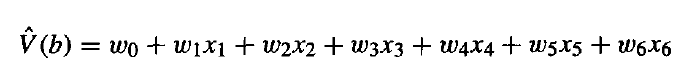 V̂(b) = w₀ + w₁x₁ + w₂x₂ + w₃x₃ + w₄x₄ + w₅x₅ + w₆x₆